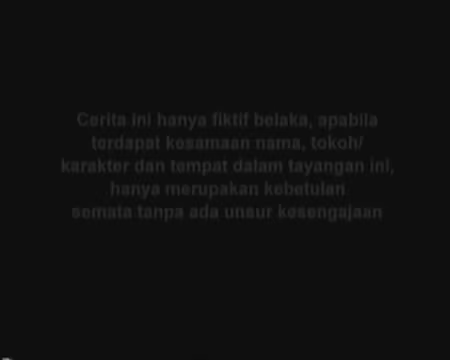 Cerita ini hanya fiktif belaka, apabila
terdapat kesamaan nama, tokoh/
karakter dan tempat dalam tayangan ini,
hanya merupakan kebetulan
semata tanpa ada unsur kesengajaan